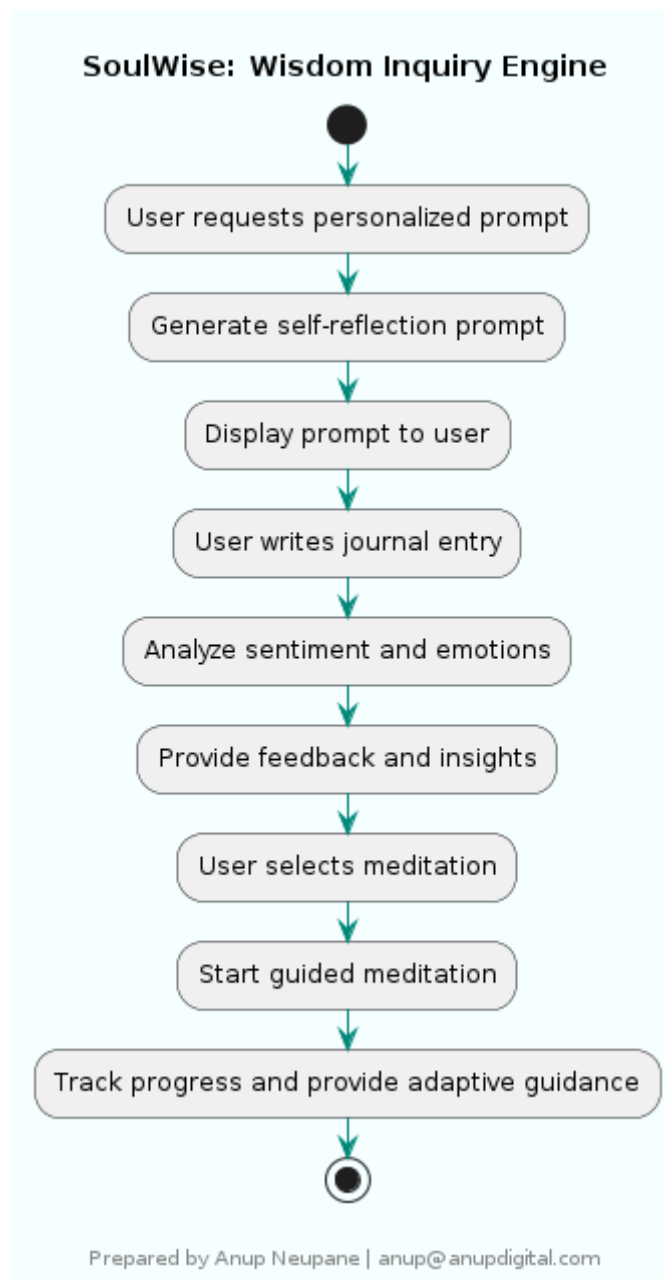 SoulWise: Wisdom Inquiry Engine
User requests personalized prompt
Generate self-reflection prompt
Display prompt to user
User writes journal entry
Analyze sentiment and emotions
Provide feedback and insights
User selects meditation
Start guided meditation
Track progress and provide adaptive guidance
Prepared by Anup Neupane | anup@anupdigital.com